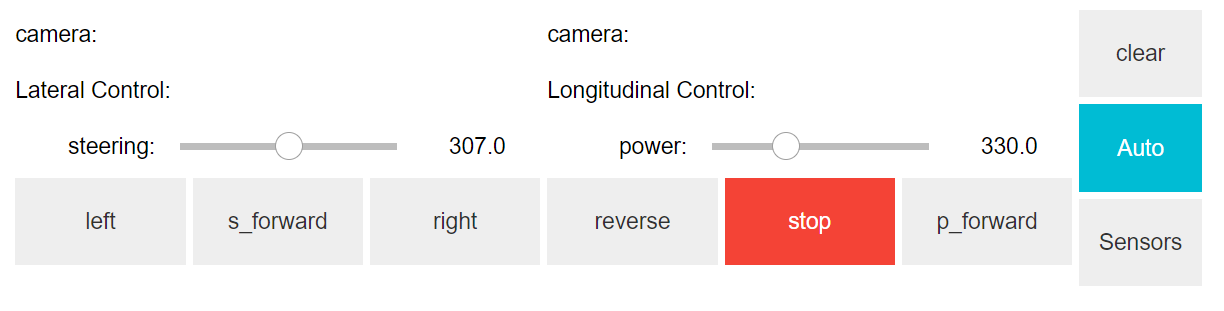 camera:
camera:
clear
Lateral Control:
Longitudinal Control:
Auto
steering: 307.0
power: 330.0
left
s_forward
right
reverse
stop
p_forward
Sensors